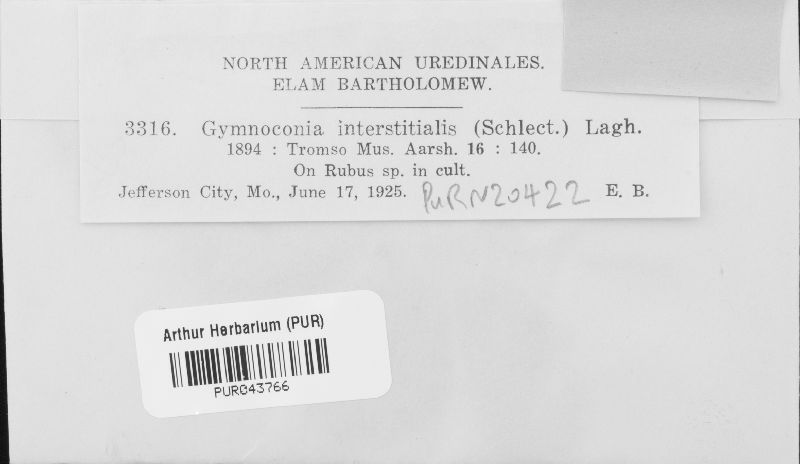 NORTH AMERICAN UREDINALES.
ELAM BARTHOLOMEW.
3316. Gymnoconia interstitialis (Schlect.) Lagh.
1894 : Tromso Mus. Aarsh. 16 : 140.
On Rubus sp. in cult.
Jefferson City, Mo., June 17, 1925. PURN20422 E. B.
Arthur Herbarium (PUR)
PUR043766